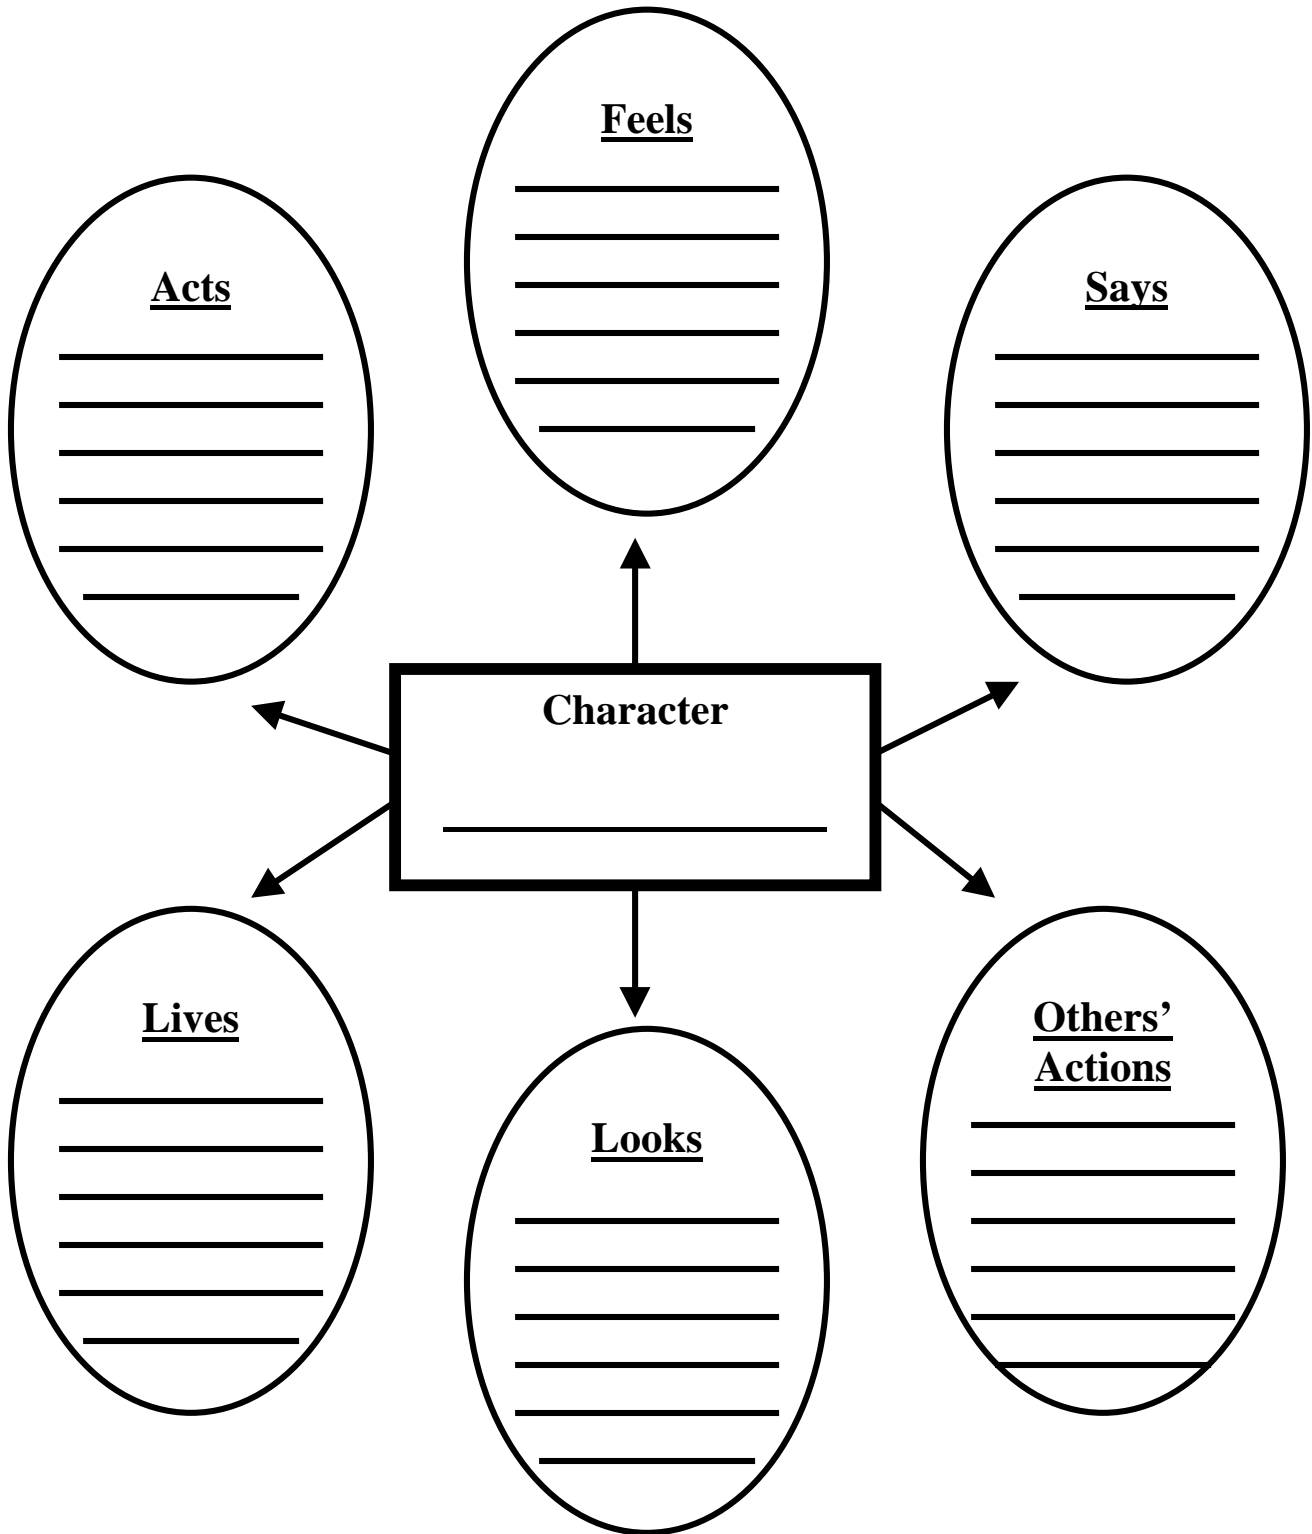 Feels
Acts
Says
Character
Lives
Others’
Actions
Looks